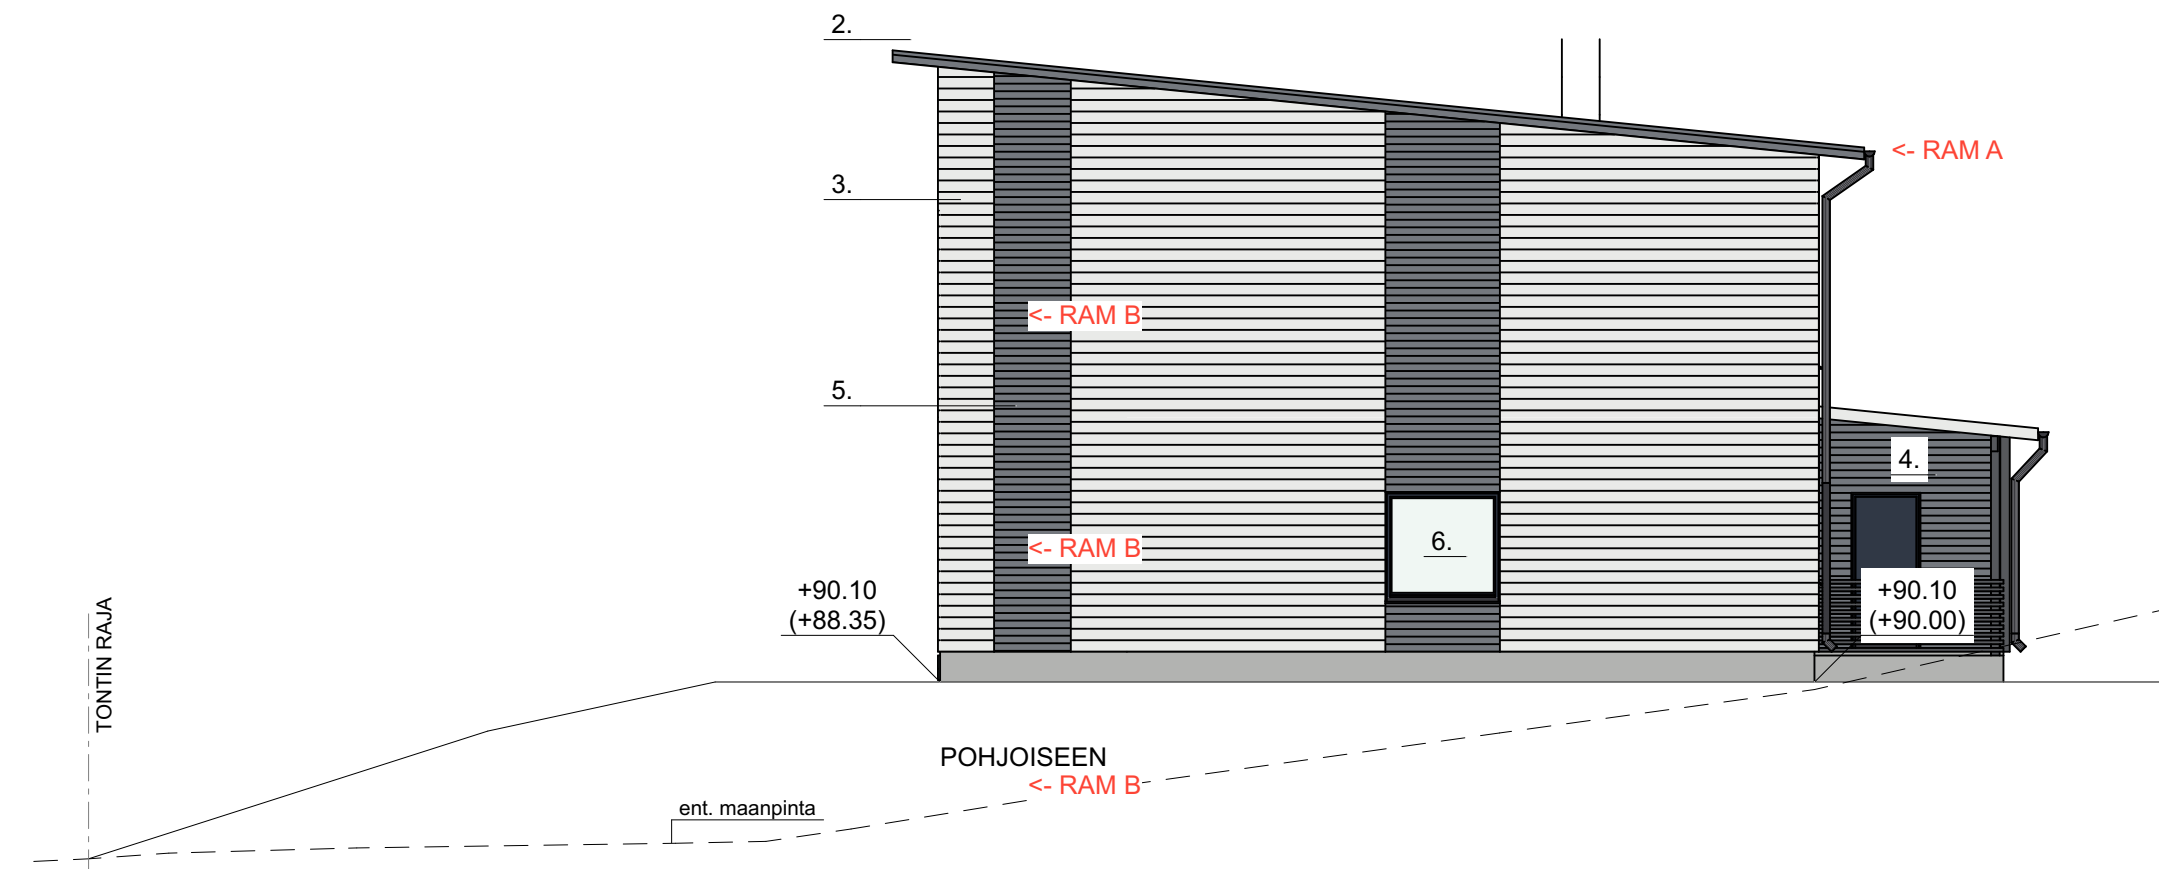 2.
<- RAM A
3.
<- RAM B
5.
4.
6.
<- RAM B
+90.10
(+88.35)
+90.10
(+90.00)
TONTIN RAJA
POHJOISEEN
<- RAM B
ent. maanpinta